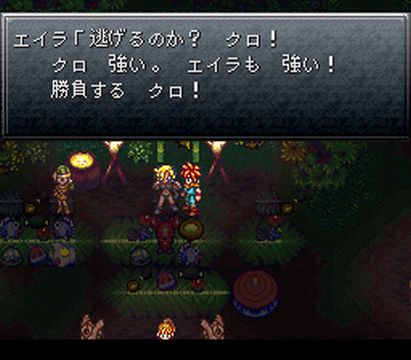 エイラ「逃げるのか？　クロ！
クロ　強い。　エイラも　強い！
勝負する　クロ！